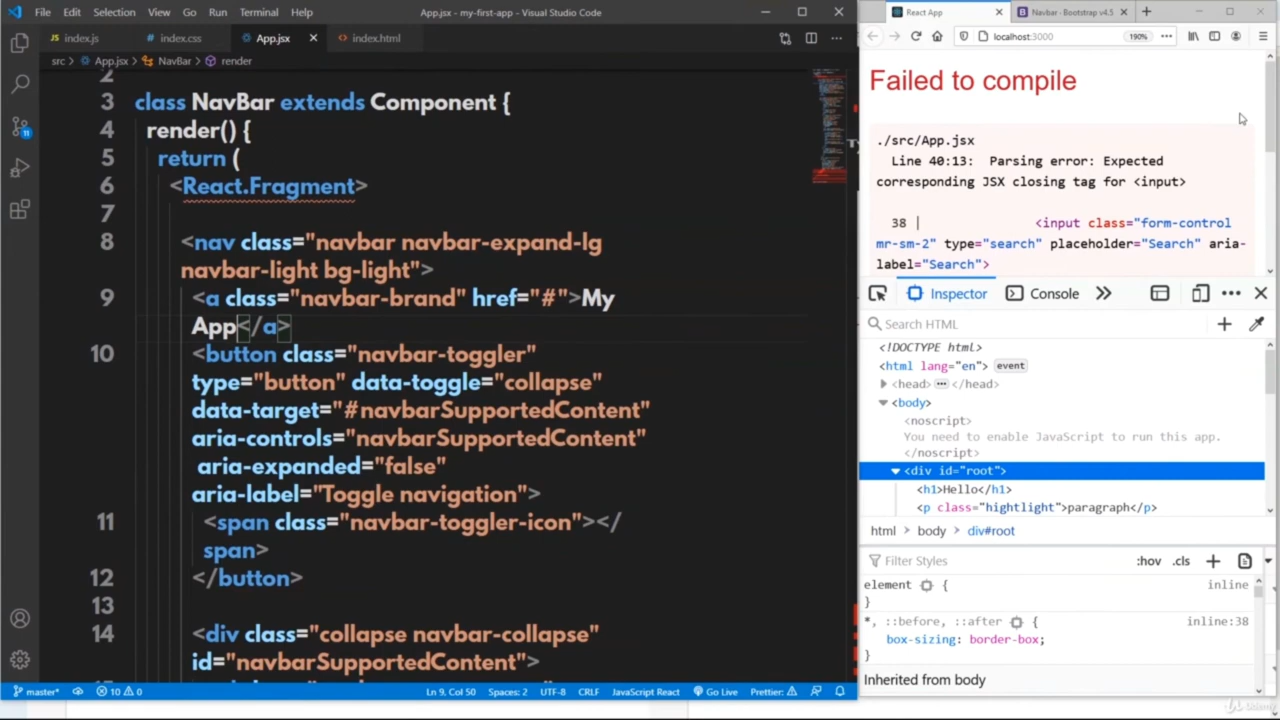 File Edit Selection View Go Run Terminal Help App.jsx - my-first-app - Visual Studio Code
index.js index.css App.jsx index.html
src > App.jsx > NavBar > render
2
3 class NavBar extends Component {
4 render() {
5 return (
6 <React.Fragment>
7
8 <nav class="navbar navbar-expand-lg
navbar-light bg-light">
9 <a class="navbar-brand" href="#">My
App</a>
10 <button class="navbar-toggler"
type="button" data-toggle="collapse"
data-target="#navbarSupportedContent"
aria-controls="navbarSupportedContent"
aria-expanded="false"
aria-label="Toggle navigation">
11 <span class="navbar-toggler-icon"></
span>
12 </button>
13
14 <div class="collapse navbar-collapse"
id="navbarSupportedContent">
11
master* 10 0 Ln 9, Col 50 Spaces: 2 UTF-8 CRLF JavaScript React Go Live Prettier:
React App Navbar · Bootstrap v4.5
localhost:3000 190%
Failed to compile
./src/App.jsx
Line 40:13: Parsing error: Expected
corresponding JSX closing tag for <input>
38 | <input class="form-control
mr-sm-2" type="search" placeholder="Search" aria-
label="Search">
Inspector Console
Search HTML
<!DOCTYPE html>
<html lang="en"> event
<head> ••• </head>
<body>
<noscript>
You need to enable JavaScript to run this app.
</noscript>
<div id="root">
<h1>Hello</h1>
<p class="hightlight">paragraph</p>
html > body > div#root
Filter Styles :hov .cls +
element { inline
}
*, ::before, ::after { inline:38
box-sizing: border-box;
}
Inherited from body
Udemy